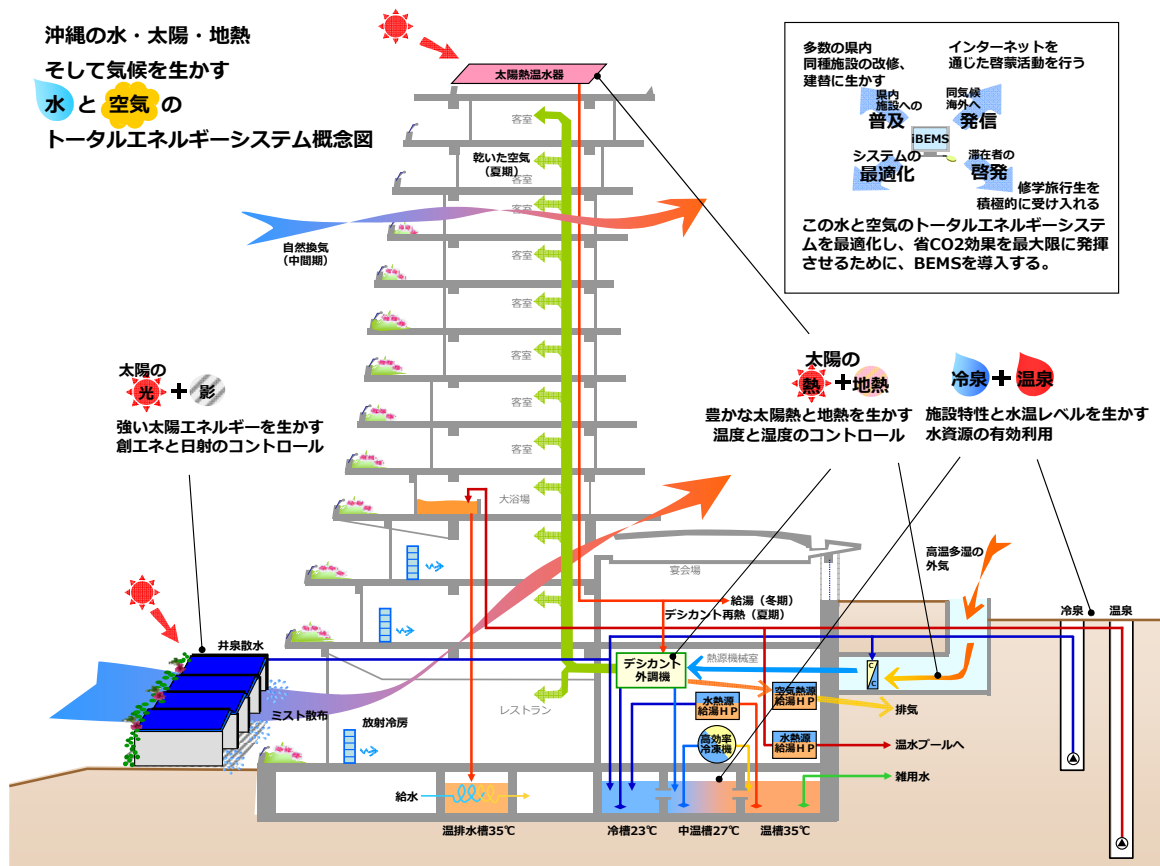 沖縄の水・太陽・地熱
そして気候を生かす
水 と 空気 の
トータルエネルギーシステム概念図
太陽熱温水器
多数の県内
同種施設の改修、
建替に生かす
インターネットを
通じた啓蒙活動を行う
県内
施設への
普及
同気候
海外へ
発信
iBEMS
システムの
最適化
滞在者の
啓発
修学旅行生を
積極的に受け入れる
この水と空気のトータルエネルギーシステ
ムを最適化し、省CO2効果を最大限に発揮
させるために、BEMSを導入する。
客室
乾いた空気
(夏期)
客室
客室
自然換気
(中間期)
客室
客室
客室
客室
客室
客室
大浴場
太陽の
光 + 影
強い太陽エネルギーを生かす
創エネと日射のコントロール
太陽の
熱 + 地熱
豊かな太陽熱と地熱を生かす
温度と湿度のコントロール
冷泉 + 温泉
施設特性と水温レベルを生かす
水資源の有効利用
宴会場
高温多湿の
外気
給湯(冬期)
デシカント再熱(夏期)
冷泉
温泉
井泉散水
デシカント
外調機
熱源機械室
C
C
空気熱源
給湯HP
排気
レストラン
水熱源
給湯HP
ミスト散布
放射冷房
高効率
冷凍機
水熱源
給湯HP
温水プールへ
雑用水
給水
温排水槽35℃
冷槽23℃
中温槽27℃
温槽35℃